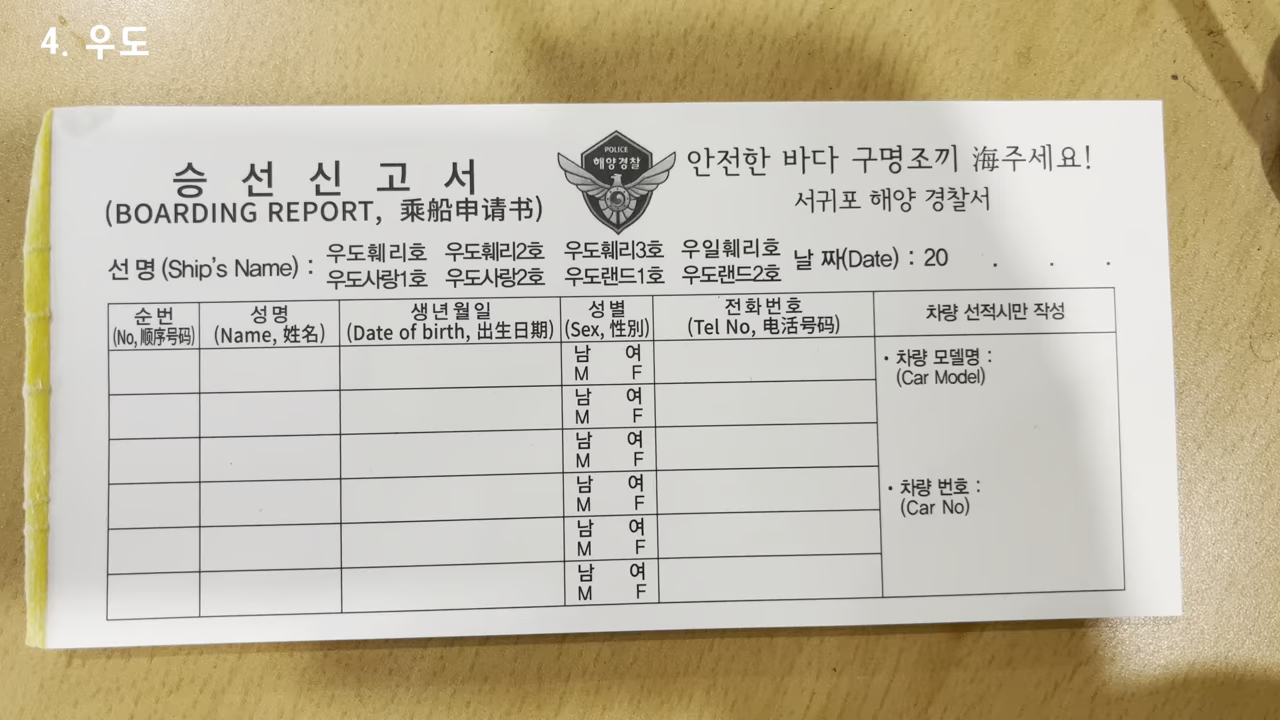 4. 우도
승 선 신 고 서
(BOARDING REPORT, 乘船申请书)
POLICE
해양경찰
안전한 바다 구명조끼 海주세요!
서귀포 해양 경찰서
선 명 (Ship's Name) : 우도훼리호 우도훼리2호 우도훼리3호 우일훼리호
우도사랑1호 우도사랑2호 우도랜드1호 우도랜드2호
날 짜(Date) : 20 . . .
순 번 성 명 생 년 월 일 성 별 전 화 번 호 차량 선적시만 작성
(No, 顺序号码) (Name, 姓名) (Date of birth, 出生日期) (Sex, 性別) (Tel No, 电活号码)
남 여
M F
남 여
M F
남 여
M F
남 여
M F
남 여
M F
남 여
M F
· 차량 모델명 :
(Car Model)
· 차량 번호 :
(Car No)